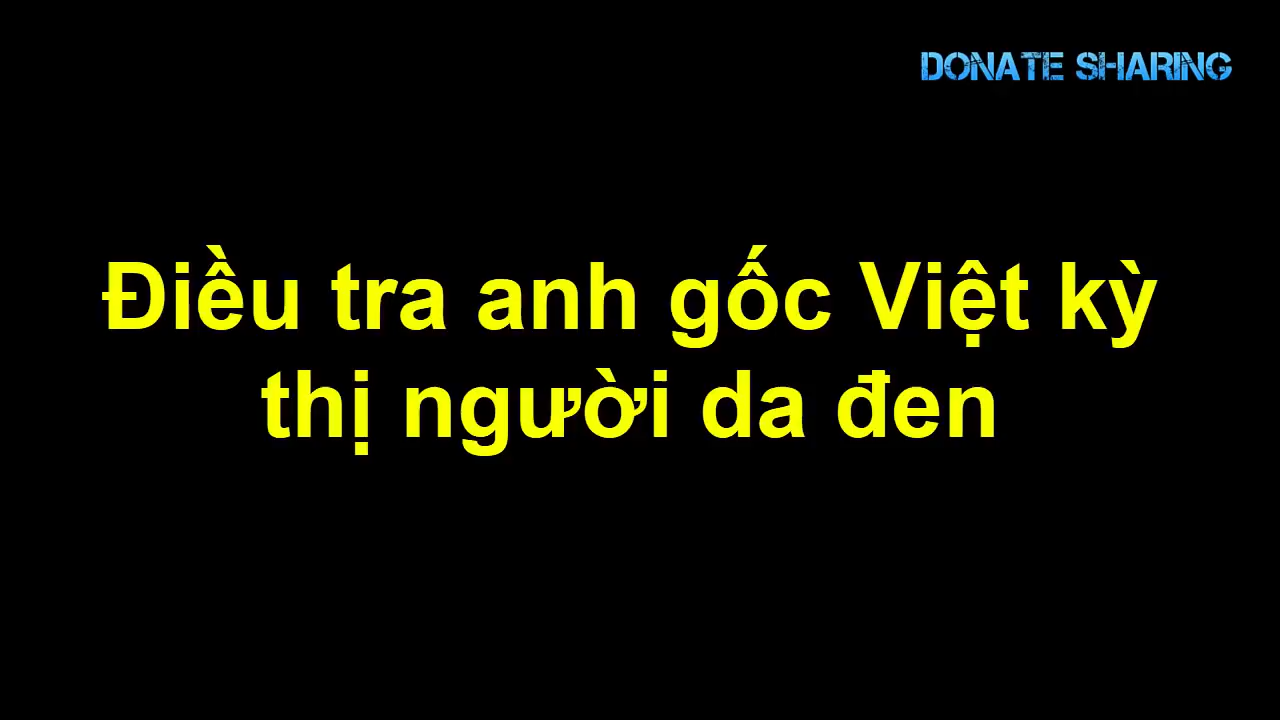 DONATE SHARING
Điều tra anh gốc Việt kỳ
thị người da đen